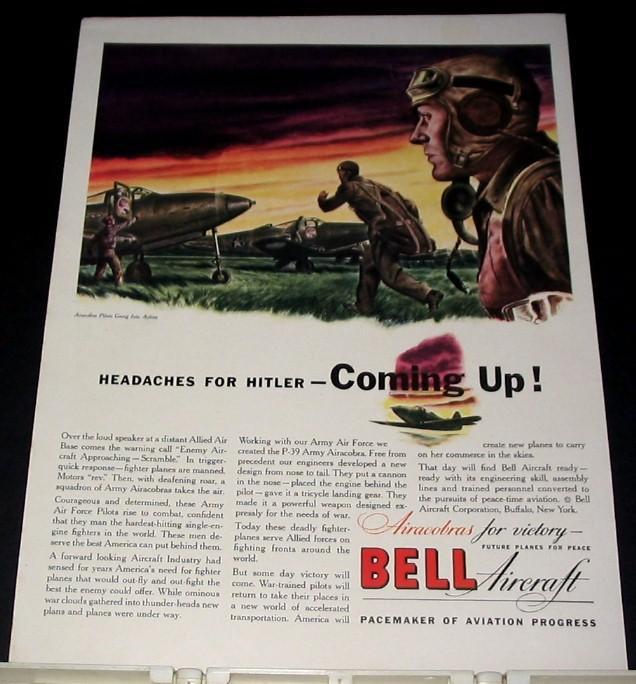 Airacobra Pilots Going Into Action
HEADACHES FOR HITLER — Coming Up!
Over the loud speaker at a distant Allied Air
Base comes the warning call "Enemy Air-
craft Approaching — Scramble." In trigger-
quick response—fighter planes are manned.
Motors "rev." Then, with deafening roar, a
squadron of Army Airacobras takes the air.
Courageous and determined, these Army
Air Force Pilots rise to combat, confident
that they man the hardest-hitting single-en-
gine fighters in the world. These men de-
serve the best America can put behind them.
A forward looking Aircraft Industry had
sensed for years America's need for fighter
planes that would out-fly and out-fight the
best the enemy could offer. While ominous
war clouds gathered into thunder-heads new
plans and planes were under way.
Working with our Army Air Force we
created the P-39 Army Airacobra. Free from
precedent our engineers developed a new
design from nose to tail. They put a cannon
in the nose—placed the engine behind the
pilot—gave it a tricycle landing gear. They
made it a powerful weapon designed ex-
pressly for the needs of war.
Today these deadly fighter-
planes serve Allied forces on
fighting fronts around the
world.
But some day victory will
come. War-trained pilots will
return to take their places in
a new world of accelerated
transportation. America will
create new planes to carry
on her commerce in the skies.
That day will find Bell Aircraft ready—
ready with its engineering skill, assembly
lines and trained personnel converted to
the pursuits of peace-time aviation. © Bell
Aircraft Corporation, Buffalo, New York.
Airacobras for victory—
FUTURE PLANES FOR PEACE
BELL Aircraft
PACEMAKER OF AVIATION PROGRESS